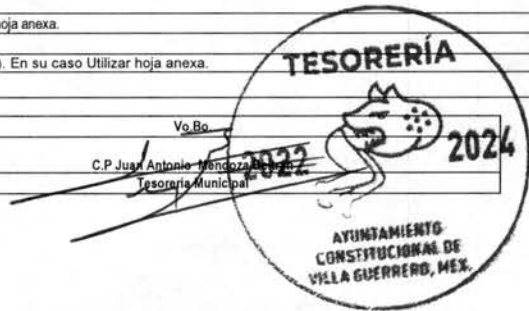 hoja anexa.
). En su caso Utilizar hoja anexa.
Vo.Bo.
C.P Juan Antonio Mendoza
Tesorería Municipal
TESORERÍA
2022
2024
AYUNTAMIENTO
CONSTITUCIONAL DE
VILLA GUERRERO, MEX.